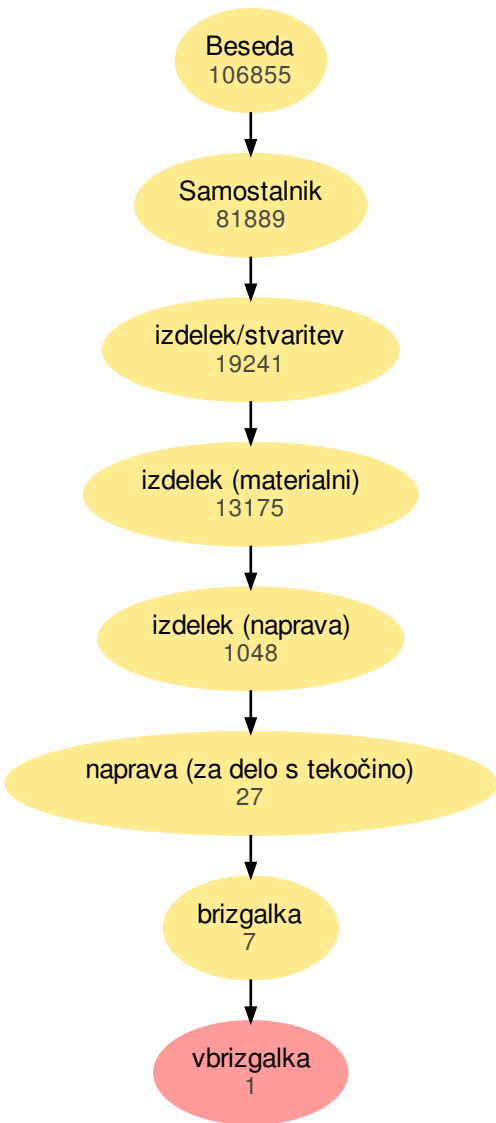 Beseda
106855
Samostalnik
81889
izdelek/stvaritev
19241
izdelek (materialni)
13175
izdelek (naprava)
1048
naprava (za delo s tekočino)
27
brizgalka
7
vbrizgalka
1